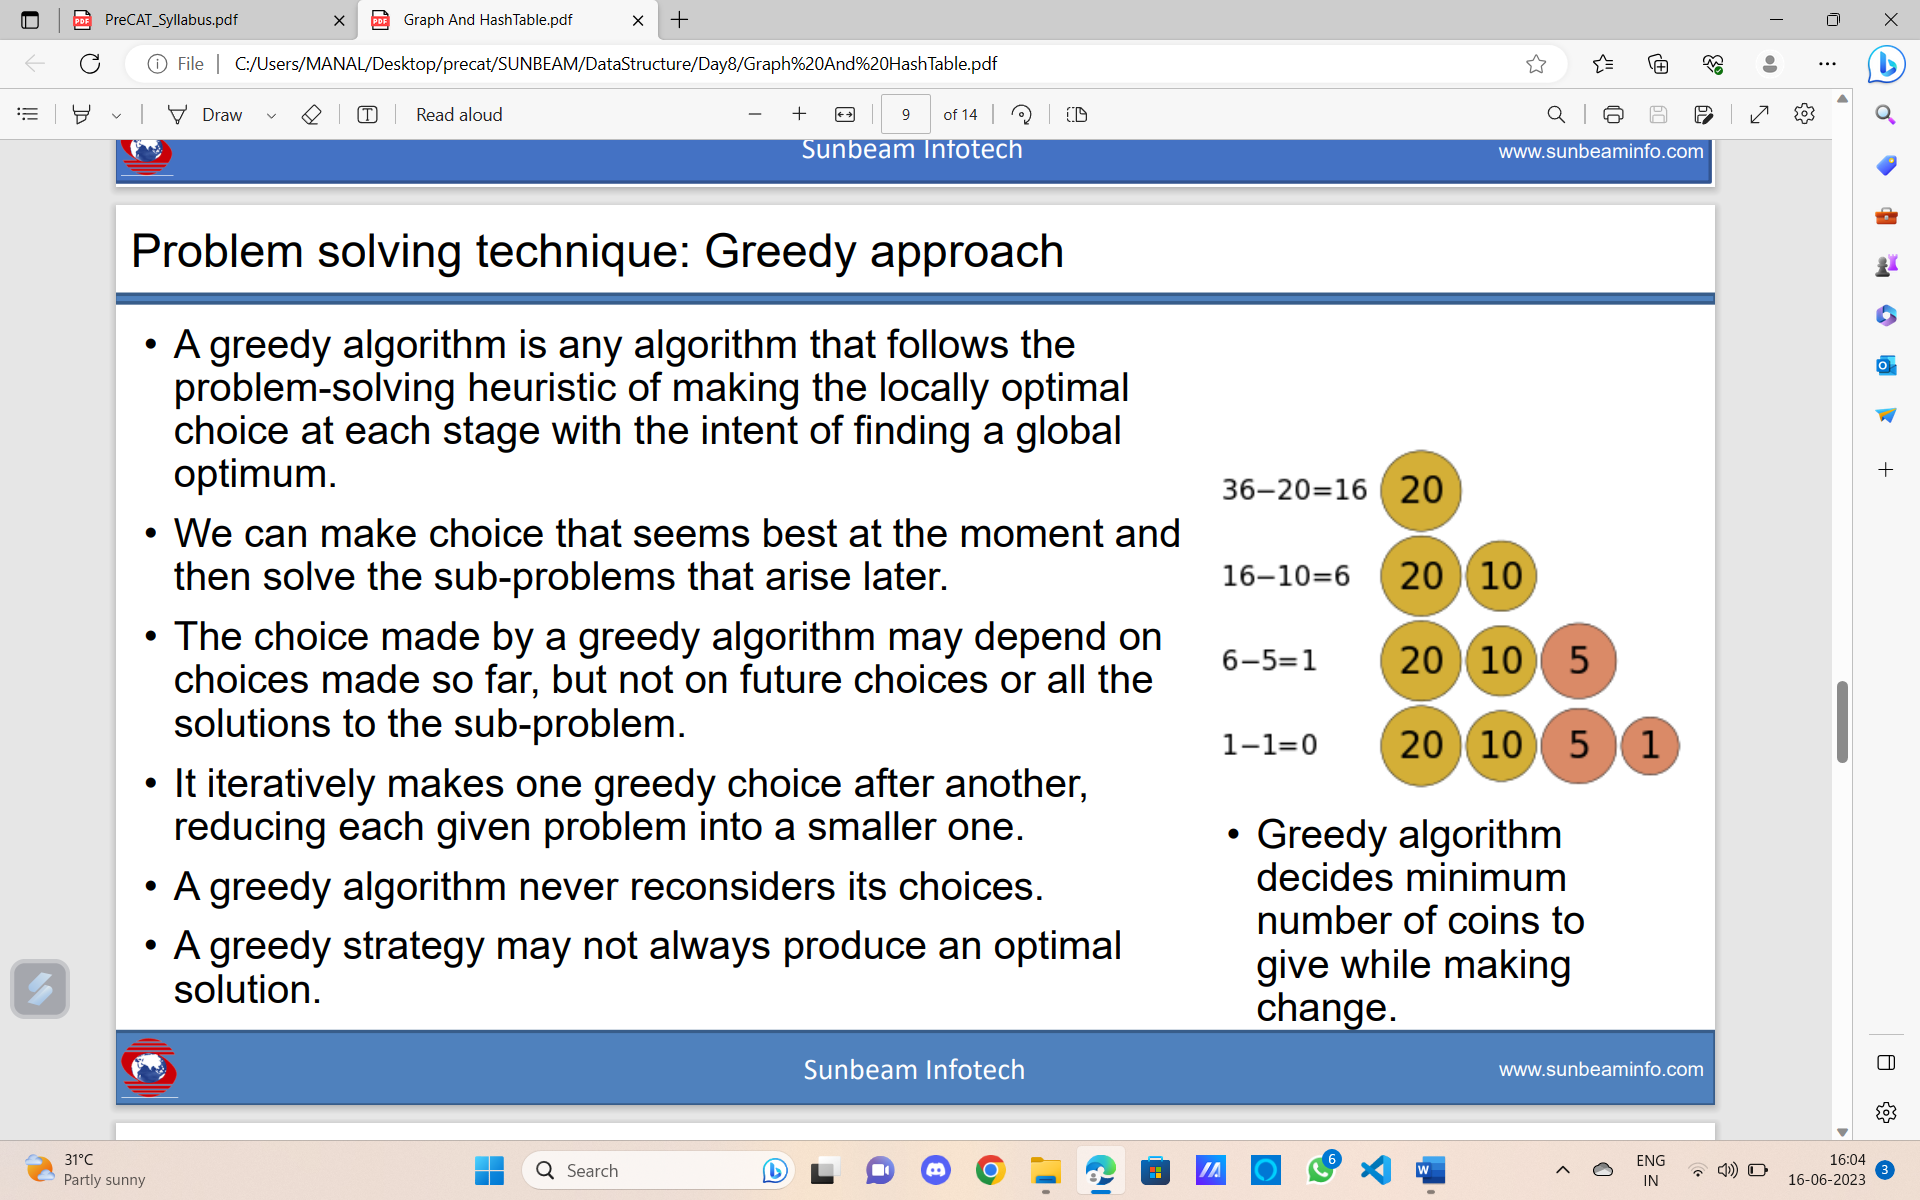 PreCAT_Syllabus.pdf
Graph And HashTable.pdf
File
C:/Users/MANAL/Desktop/precat/SUNBEAM/DataStructure/Day8/Graph%20And%20HashTable.pdf
Draw
Read aloud
9 of 14
Sunbeam Infotech
www.sunbeaminfo.com
Problem solving technique: Greedy approach
• A greedy algorithm is any algorithm that follows the
problem-solving heuristic of making the locally optimal
choice at each stage with the intent of finding a global
optimum.
• We can make choice that seems best at the moment and
then solve the sub-problems that arise later.
• The choice made by a greedy algorithm may depend on
choices made so far, but not on future choices or all the
solutions to the sub-problem.
• It iteratively makes one greedy choice after another,
reducing each given problem into a smaller one.
• A greedy algorithm never reconsiders its choices.
• A greedy strategy may not always produce an optimal
solution.
36−20=16 20
16−10=6 20 10
6−5=1 20 10 5
1−1=0 20 10 5 1
• Greedy algorithm
decides minimum
number of coins to
give while making
change.
Sunbeam Infotech
www.sunbeaminfo.com
31°C
Partly sunny
Search
6
ENG
IN
16:04
16-06-2023
3